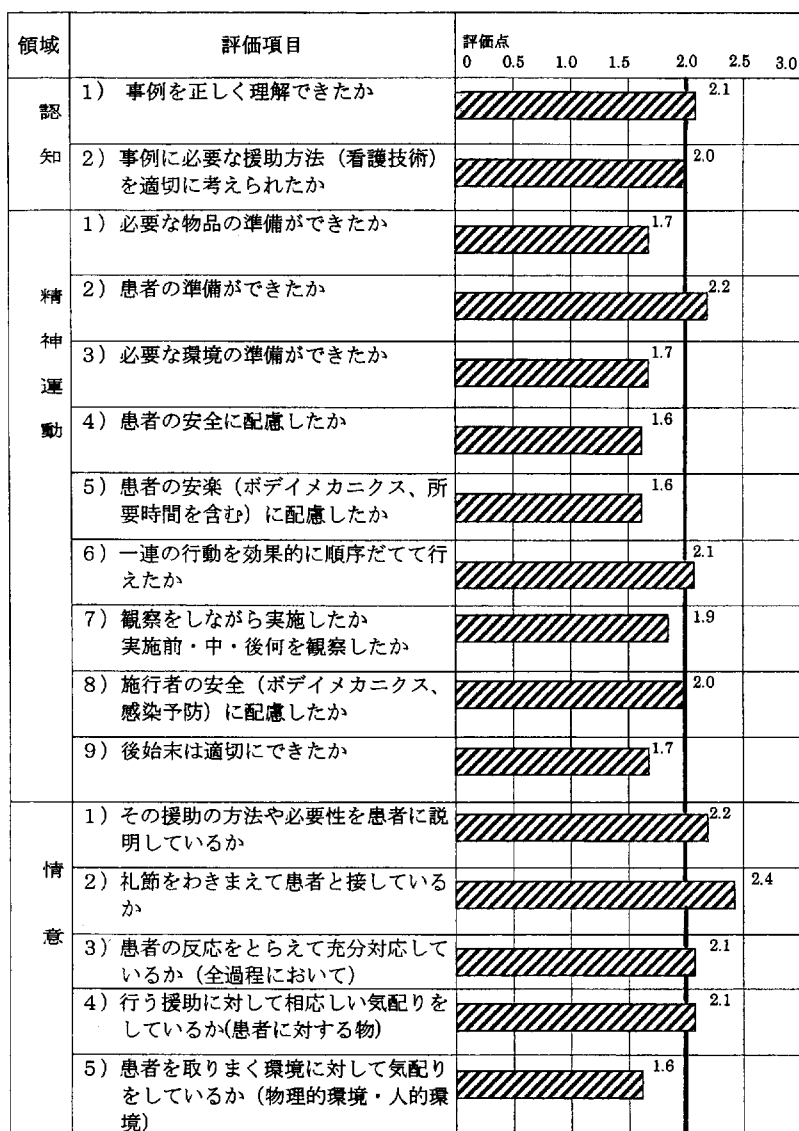 領域 評価項目 評価点
0 0.5 1.0 1.5 2.0 2.5 3.0
認知
1) 事例を正しく理解できたか 2.1
2) 事例に必要な援助方法(看護技術)
を適切に考えられたか 2.0
精神運動
1) 必要な物品の準備ができたか 1.7
2) 患者の準備ができたか 2.2
3) 必要な環境の準備ができたか 1.7
4) 患者の安全に配慮したか 1.6
5) 患者の安楽(ボデイメカニクス、所
要時間を含む)に配慮したか 1.6
6) 一連の行動を効果的に順序だてて行
えたか 2.1
7) 観察をしながら実施したか
実施前・中・後何を観察したか 1.9
8) 施行者の安全(ボデイメカニクス、
感染予防)に配慮したか 2.0
9) 後始末は適切にできたか 1.7
情意
1) その援助の方法や必要性を患者に説
明しているか 2.2
2) 礼節をわきまえて患者と接している
か 2.4
3) 患者の反応をとらえて充分対応して
いるか(全過程において) 2.1
4) 行う援助に対して相応しい気配りを
しているか(患者に対する物) 2.1
5) 患者を取りまく環境に対して気配り
をしているか(物理的環境・人的環
境) 1.6